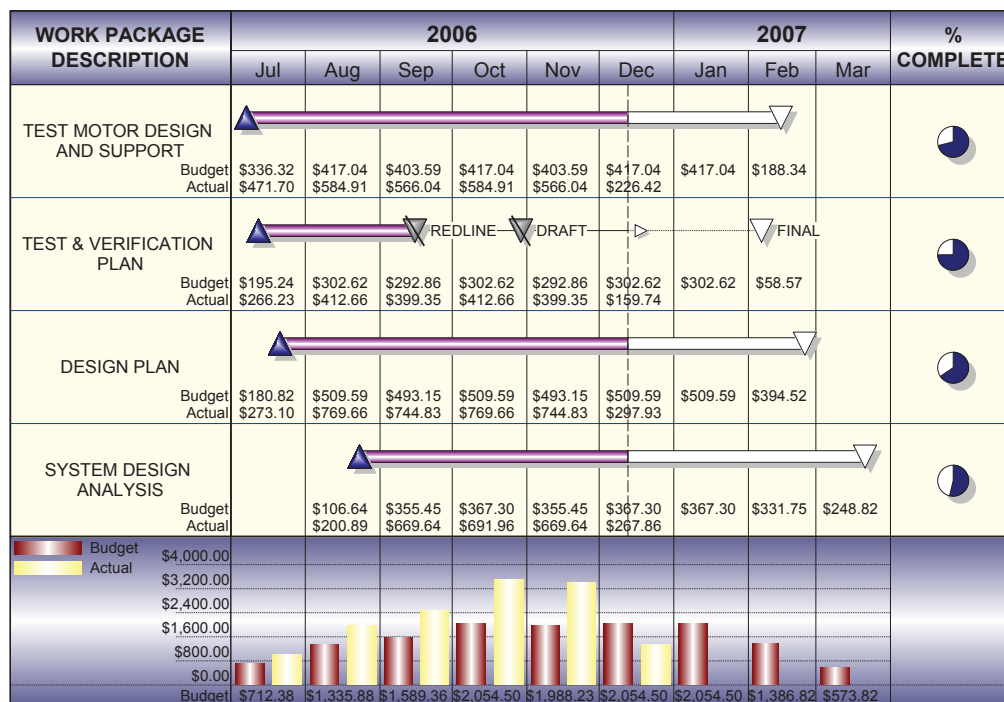 WORK PACKAGE DESCRIPTION 2006 2007 % COMPLETE
Jul Aug Sep Oct Nov Dec Jan Feb Mar
TEST MOTOR DESIGN
AND SUPPORT
Budget $336.32 $417.04 $403.59 $417.04 $403.59 $417.04 $417.04 $188.34
Actual $471.70 $584.91 $566.04 $584.91 $566.04 $226.42
REDLINE DRAFT FINAL
TEST & VERIFICATION
PLAN
Budget $195.24 $302.62 $292.86 $302.62 $292.86 $302.62 $302.62 $58.57
Actual $266.23 $412.66 $399.35 $412.66 $399.35 $159.74
DESIGN PLAN
Budget $180.82 $509.59 $493.15 $509.59 $493.15 $509.59 $509.59 $394.52
Actual $273.10 $769.66 $744.83 $769.66 $744.83 $297.93
SYSTEM DESIGN
ANALYSIS
Budget $106.64 $355.45 $367.30 $355.45 $367.30 $367.30 $331.75 $248.82
Actual $200.89 $669.64 $691.96 $669.64 $267.86
Budget
Actual
$4,000.00
$3,200.00
$2,400.00
$1,600.00
$800.00
$0.00
Budget $712.38 $1,335.88 $1,589.36 $2,054.50 $1,988.23 $2,054.50 $2,054.50 $1,386.82 $573.82